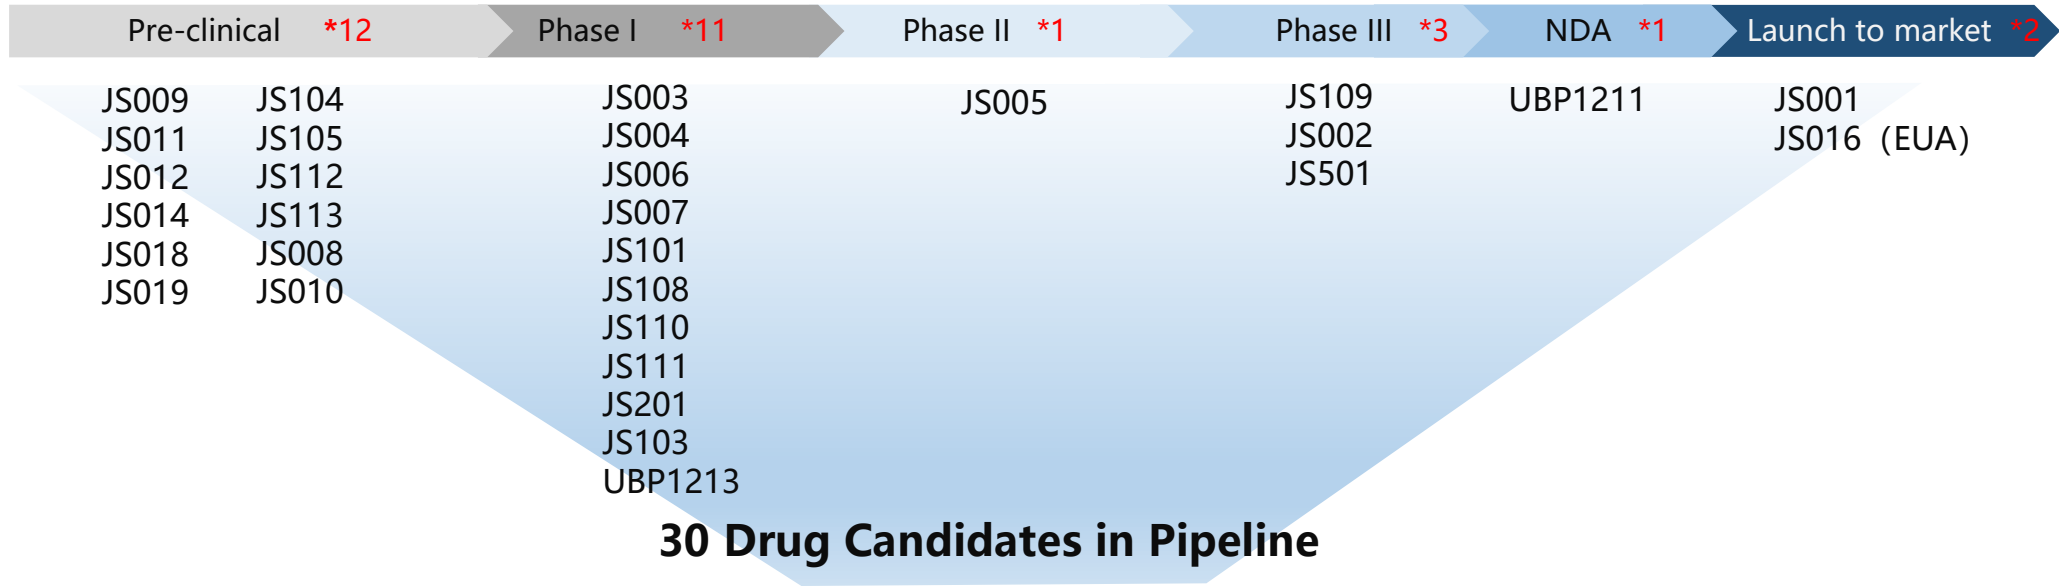 Pre-clinical *12
Phase I *11
Phase II *1
Phase III *3
NDA *1
Launch to market *2
JS009
JS011
JS012
JS014
JS018
JS019
JS104
JS105
JS112
JS113
JS008
JS010
JS003
JS004
JS006
JS007
JS101
JS108
JS110
JS111
JS201
JS103
UBP1213
JS005
JS109
JS002
JS501
UBP1211
JS001
JS016（EUA）
30 Drug Candidates in Pipeline